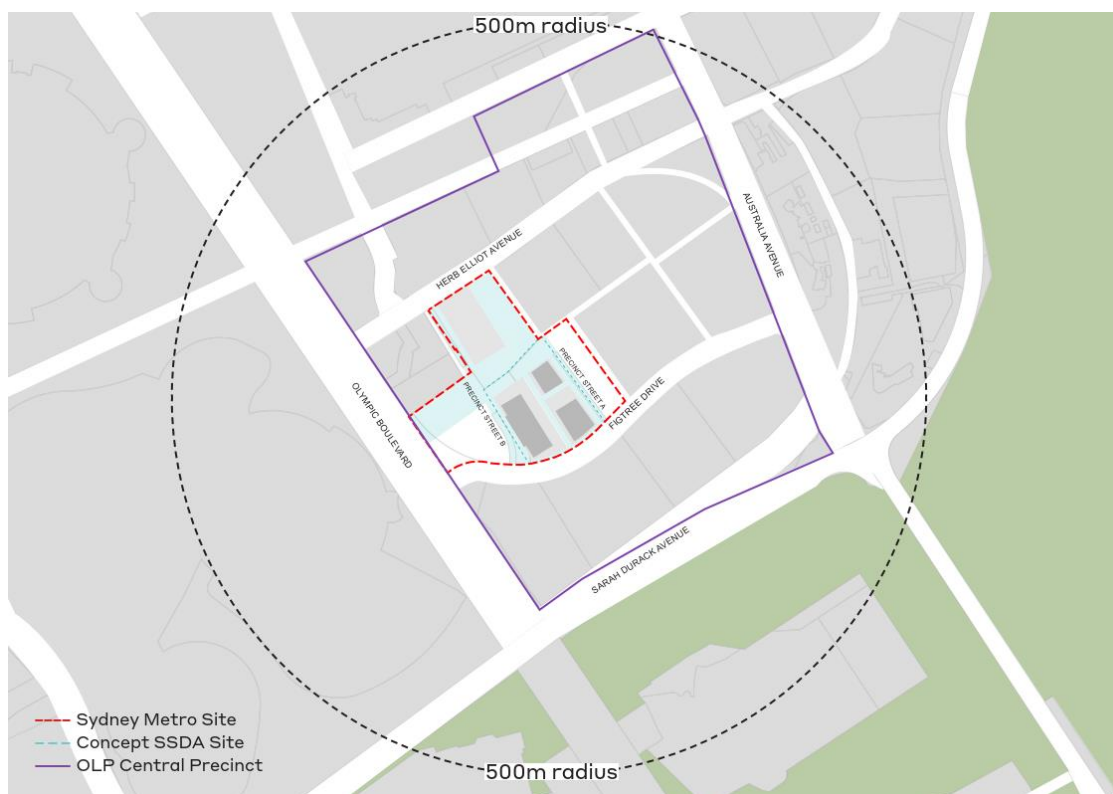 500m radius
HERB ELLIOT AVENUE
AUSTRALIA AVENUE
PRECINCT STREET A
PRECINCT STREET B
FIGTREE DRIVE
OLYMPIC BOULEVARD
SARAH DURACK AVENUE
Sydney Metro Site
Concept SSDA Site
OLP Central Precinct
500m radius